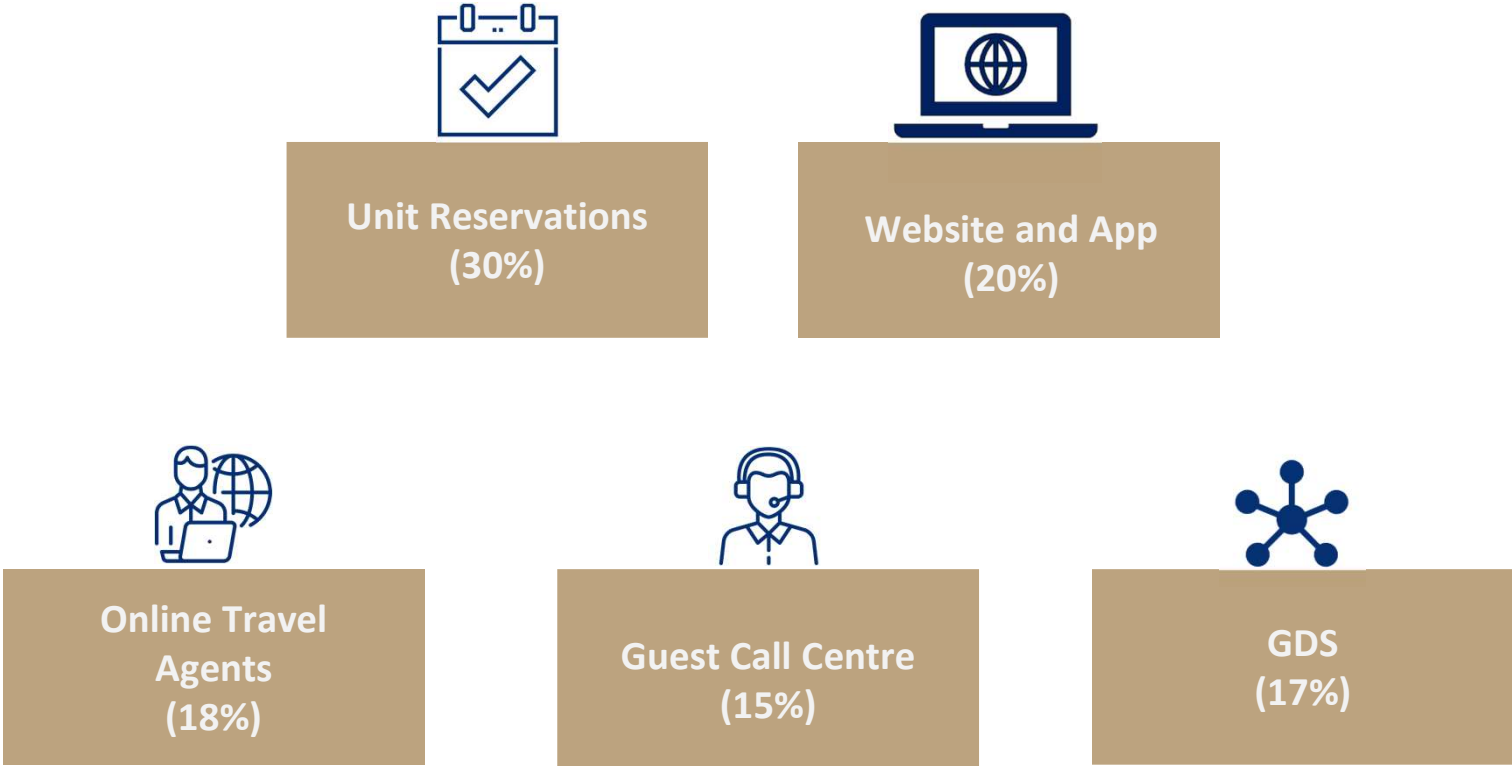 Unit Reservations
(30%)
Website and App
(20%)
Online Travel
Agents
(18%)
Guest Call Centre
(15%)
GDS
(17%)